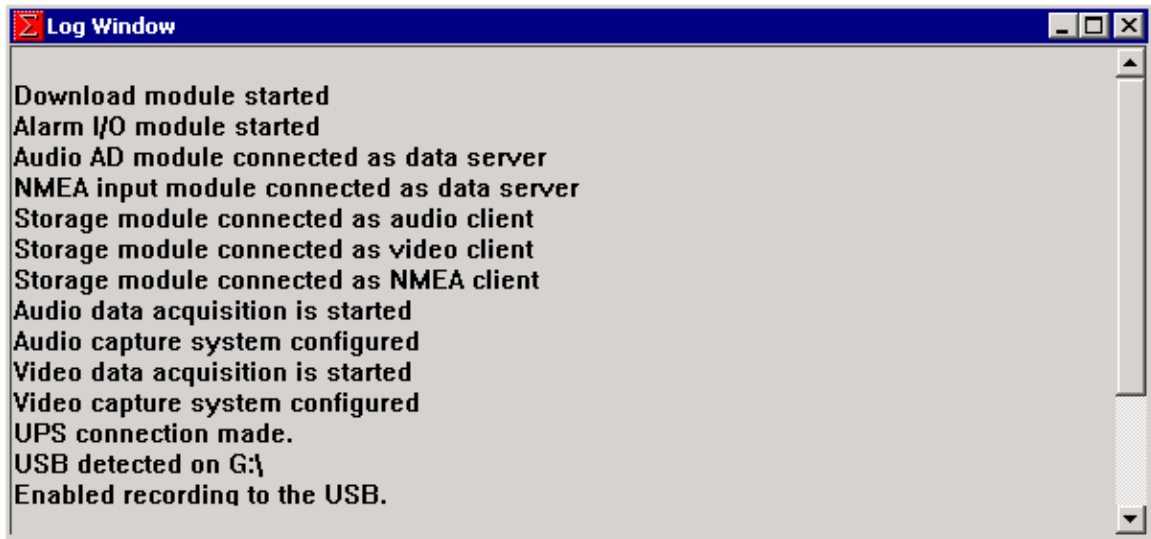 Σ Log Window
Download module started
Alarm I/O module started
Audio AD module connected as data server
NMEA input module connected as data server
Storage module connected as audio client
Storage module connected as video client
Storage module connected as NMEA client
Audio data acquisition is started
Audio capture system configured
Video data acquisition is started
Video capture system configured
UPS connection made.
USB detected on G:\
Enabled recording to the USB.